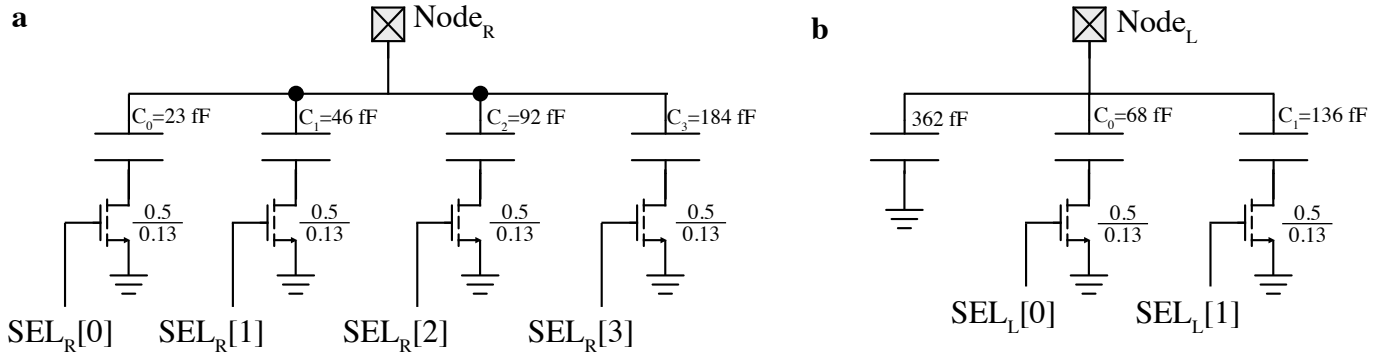 a
Node_R
C_0=23 fF
C_1=46 fF
C_2=92 fF
C_3=184 fF
0.5
0.13
0.5
0.13
0.5
0.13
0.5
0.13
SEL_R[0]
SEL_R[1]
SEL_R[2]
SEL_R[3]
b
Node_L
362 fF
C_0=68 fF
C_1=136 fF
0.5
0.13
0.5
0.13
SEL_L[0]
SEL_L[1]